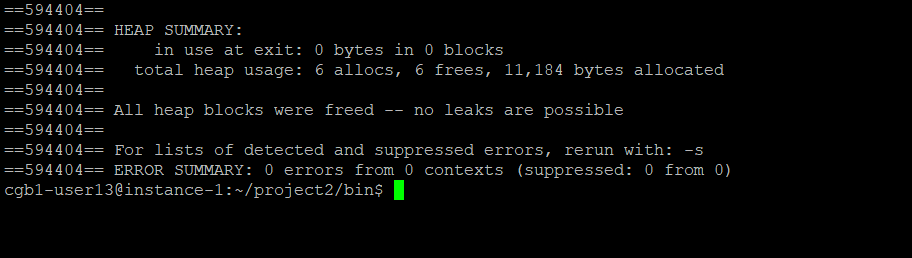 ==594404==
==594404== HEAP SUMMARY:
==594404==     in use at exit: 0 bytes in 0 blocks
==594404==   total heap usage: 6 allocs, 6 frees, 11,184 bytes allocated
==594404==
==594404== All heap blocks were freed -- no leaks are possible
==594404==
==594404== For lists of detected and suppressed errors, rerun with: -s
==594404== ERROR SUMMARY: 0 errors from 0 contexts (suppressed: 0 from 0)
cgb1-user13@instance-1:~/project2/bin$